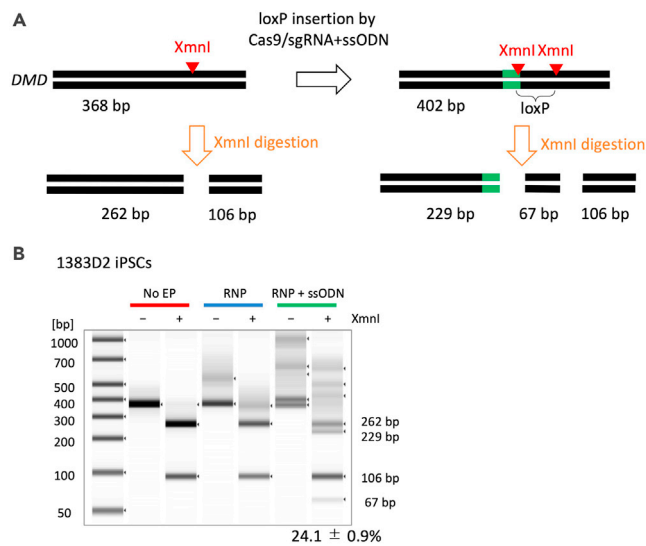 A
loxP insertion by
Cas9/sgRNA+ssODN
XmnI
XmnI XmnI
DMD
368 bp
402 bp
loxP
XmnI digestion
XmnI digestion
262 bp
106 bp
229 bp
67 bp
106 bp
B
1383D2 iPSCs
No EP
RNP
RNP + ssODN
[bp]
− + − + − + XmnI
1000
700
500
400
300
200
100
50
262 bp
229 bp
106 bp
67 bp
24.1 ± 0.9%